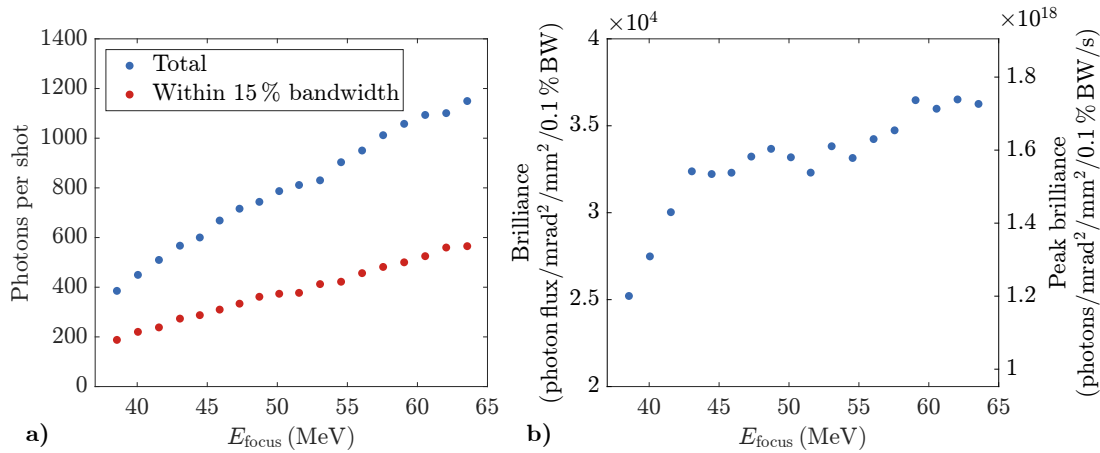 1400
1200
1000
800
600
400
200
0
Photons per shot
Total
Within 15 % bandwidth
40
45
50
55
60
65
E_focus (MeV)
a)
×10^4
4
3.5
3
2.5
2
Brilliance
(photon flux/mrad²/mm²/0.1 % BW)
40
45
50
55
60
65
E_focus (MeV)
b)
×10^18
1.8
1.6
1.4
1.2
1
Peak brilliance
(photons/mrad²/mm²/0.1 % BW/s)